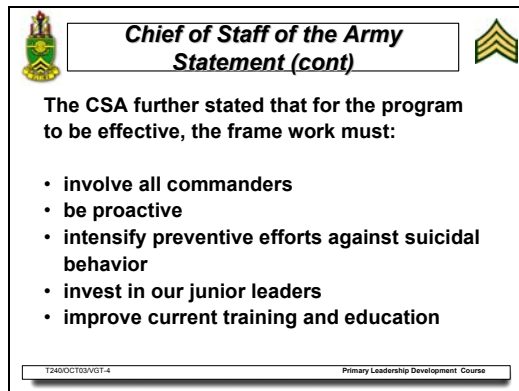 Chief of Staff of the Army
Statement (cont)
The CSA further stated that for the program
to be effective, the frame work must:
• involve all commanders
• be proactive
• intensify preventive efforts against suicidal
behavior
• invest in our junior leaders
• improve current training and education
T240/OCT03/VGT-4
Primary Leadership Development Course